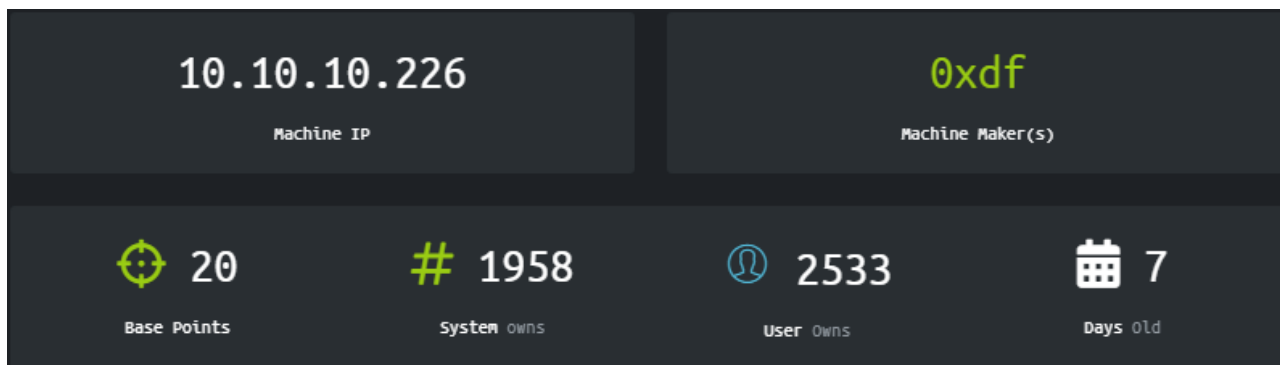 10.10.10.226
Machine IP
0xdf
Machine Maker(s)
20
Base Points
# 1958
System owns
2533
User Owns
7
Days Old